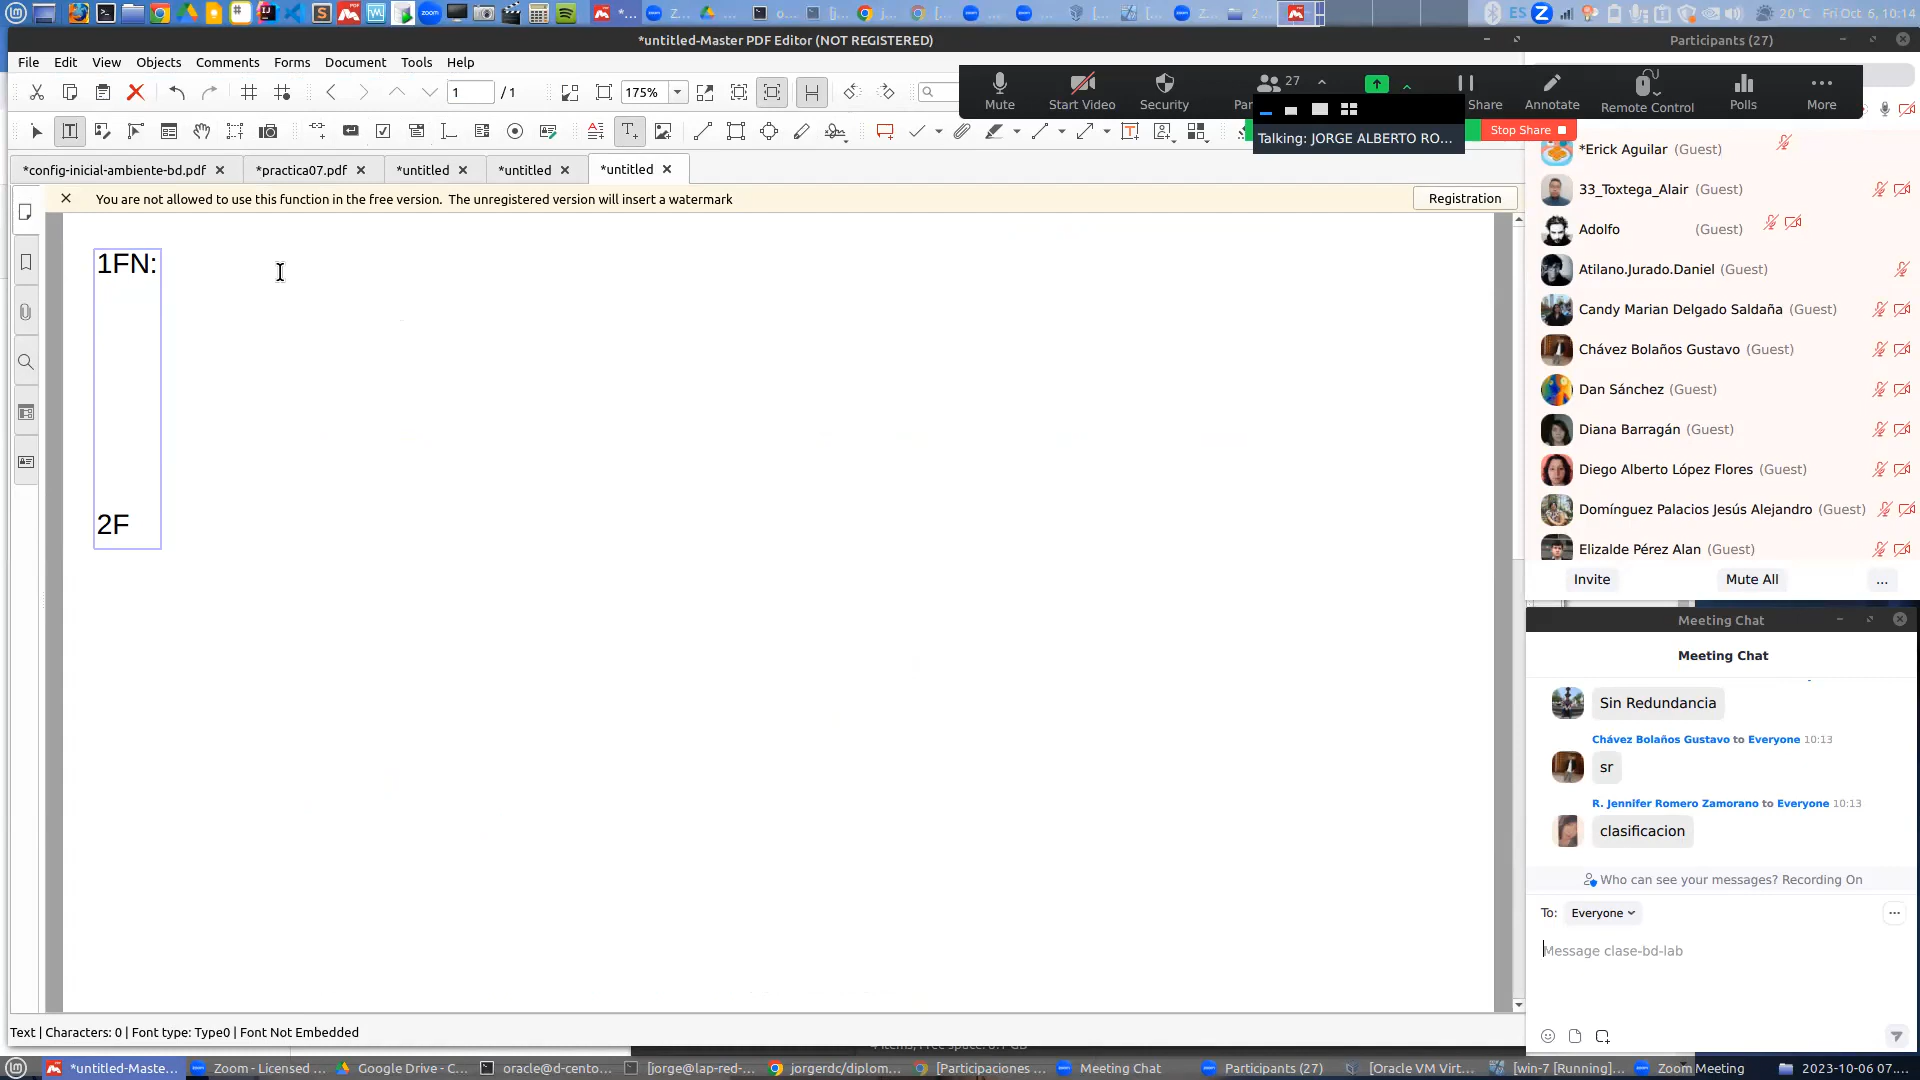 ES
20 °C
Fri Oct 6, 10:14
*untitled-Master PDF Editor (NOT REGISTERED)
Participants (27)
File Edit View Objects Comments Forms Document Tools Help
1 / 1
175%
Mute
Start Video
Security
27
Share
Annotate
Remote Control
Polls
More
Talking: JORGE ALBERTO RO...
Stop Share
*config-inicial-ambiente-bd.pdf
*practica07.pdf
*untitled
*untitled
*untitled
You are not allowed to use this function in the free version. The unregistered version will insert a watermark
Registration
1FN:
2F
*Erick Aguilar (Guest)
33_Toxtega_Alair (Guest)
Adolfo (Guest)
Atilano.Jurado.Daniel (Guest)
Candy Marian Delgado Saldaña (Guest)
Chávez Bolaños Gustavo (Guest)
Dan Sánchez (Guest)
Diana Barragán (Guest)
Diego Alberto López Flores (Guest)
Domínguez Palacios Jesús Alejandro (Guest)
Elizalde Pérez Alan (Guest)
Invite
Mute All
...
Meeting Chat
Meeting Chat
Sin Redundancia
Chávez Bolaños Gustavo to Everyone 10:13
sr
R. Jennifer Romero Zamorano to Everyone 10:13
clasificacion
Who can see your messages? Recording On
To: Everyone
Message clase-bd-lab
Text | Characters: 0 | Font type: Type0 | Font Not Embedded
*untitled-Maste...
Zoom - Licensed ...
Google Drive - C...
oracle@d-cento...
[jorge@lap-red-...
jorgerdc/diplom...
[Participaciones ...
Meeting Chat
Participants (27)
[Oracle VM Virt...
[win-7 [Running]...
Zoom Meeting
2023-10-06 07....